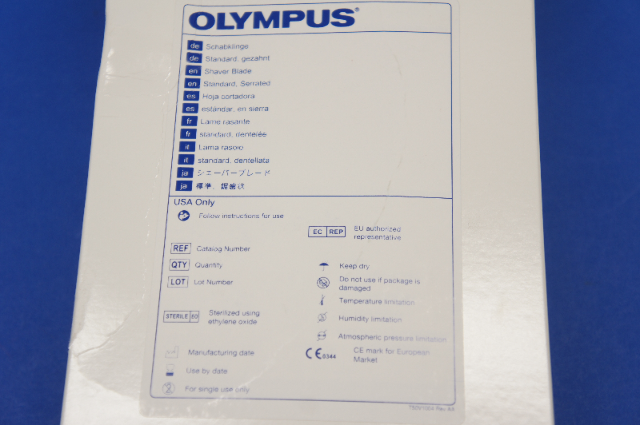 OLYMPUS®
de Schabklinge
de Standard, gezahnt
en Shaver Blade
en Standard, Serrated
es Hoja cortadora
es estándar, en sierra
fr Lame rasante
fr standard, dentelée
it Lama rasoio
it standard, dentellata
ja シェーバーブレード
ja 標準、鋸歯状
USA Only
Follow instructions for use
EC REP EU authorized
representative
REF Catalog Number
QTY Quantity
LOT Lot Number
STERILE EO Sterilized using
ethylene oxide
Manufacturing date
Use by date
For single use only
Keep dry
Do not use if package is
damaged
Temperature limitation
Humidity limitation
Atmospheric pressure limitation
CE 0344 CE mark for European
Market